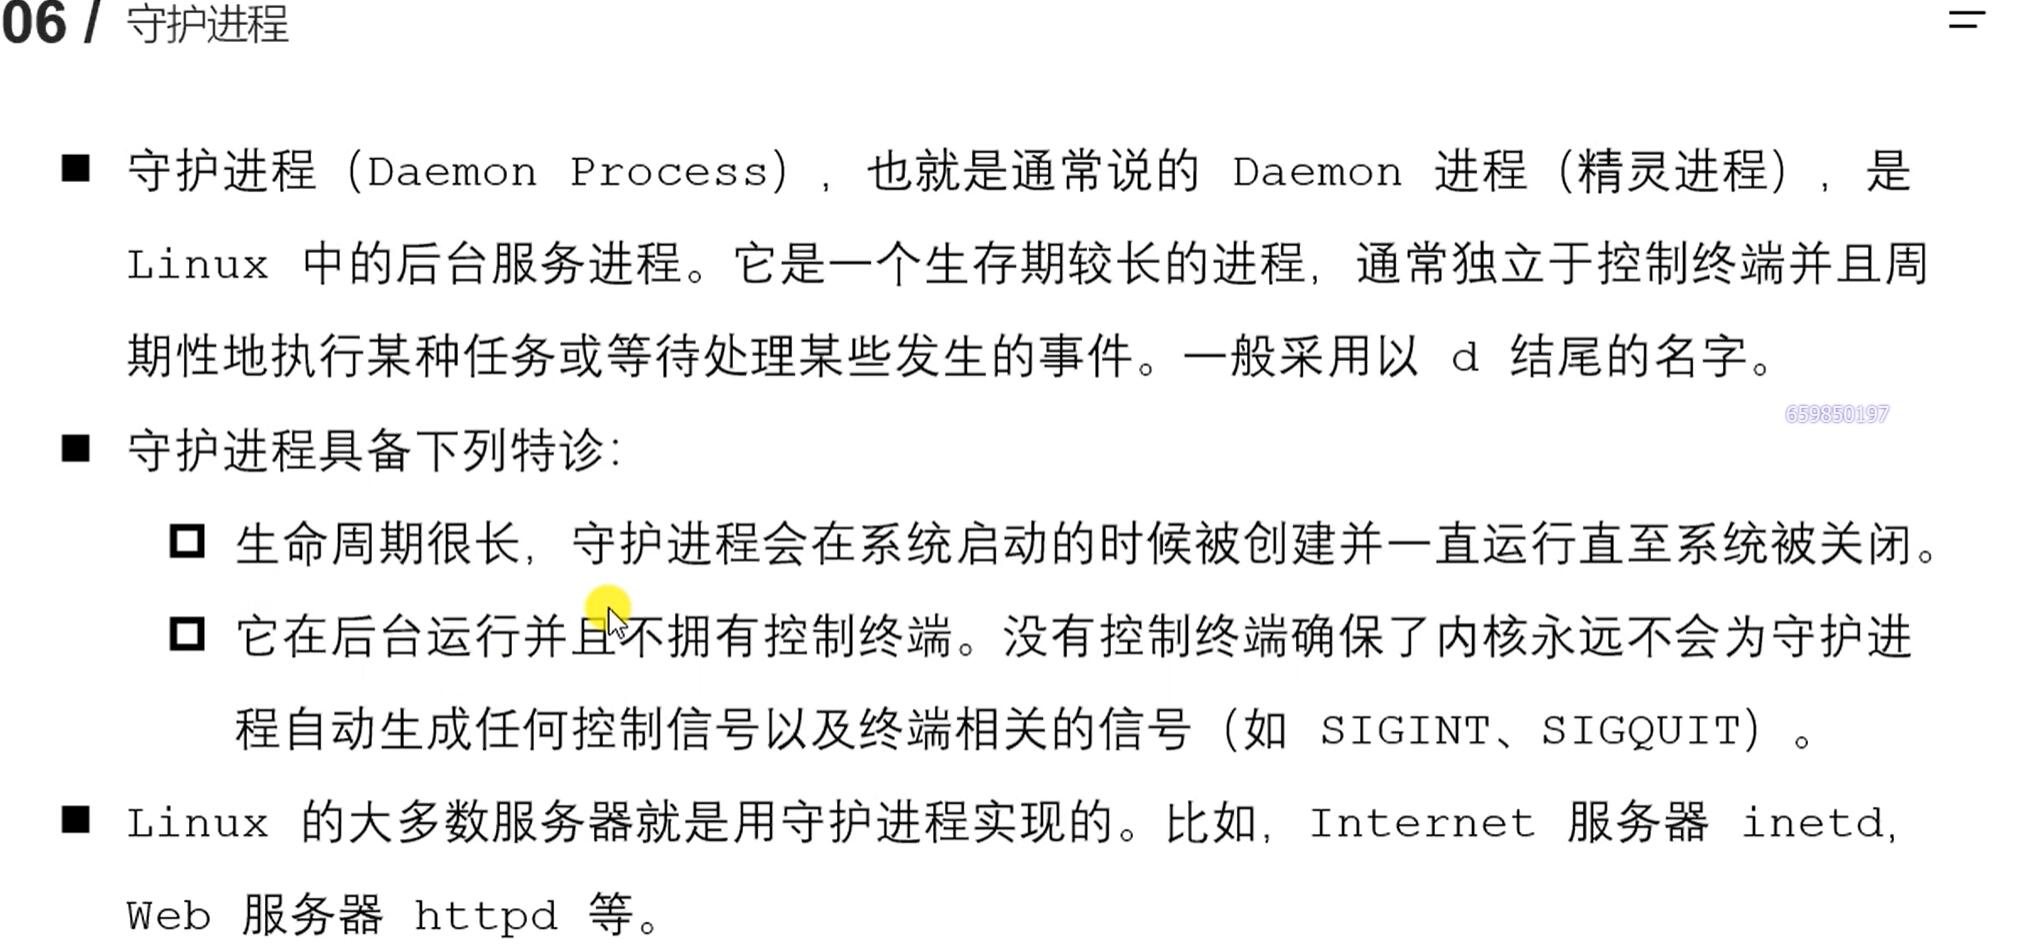 06 / 守护进程
守护进程（Daemon Process），也就是通常说的 Daemon 进程（精灵进程），是
Linux 中的后台服务进程。它是一个生存期较长的进程，通常独立于控制终端并且周
期性地执行某种任务或等待处理某些发生的事件。一般采用以 d 结尾的名字。
659850197
守护进程具备下列特诊：
生命周期很长，守护进程会在系统启动的时候被创建并一直运行直至系统被关闭。
它在后台运行并且不拥有控制终端。没有控制终端确保了内核永远不会为守护进
程自动生成任何控制信号以及终端相关的信号（如 SIGINT、SIGQUIT）。
Linux 的大多数服务器就是用守护进程实现的。比如，Internet 服务器 inetd，
Web 服务器 httpd 等。